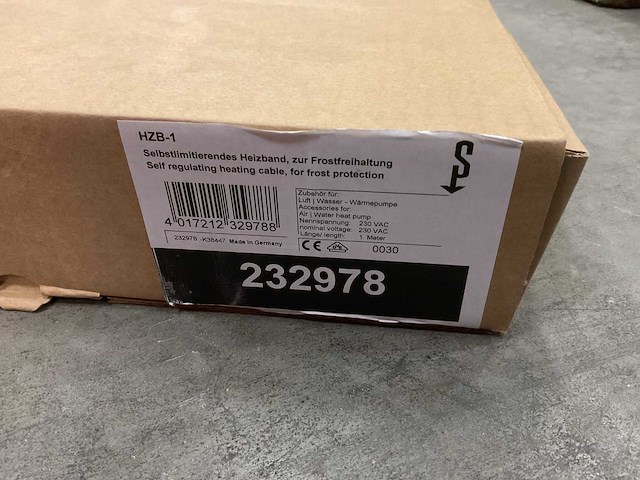 HZB-1
Selbstlimitierendes Heizband, zur Frostfreihaltung
Self regulating heating cable, for frost protection
4 017212 329788
232978 -K38447 Made in Germany
Zubehör für:
Luft | Wasser - Wärmepumpe
Accessories for:
Air | Water heat pump
Nennspannung: 230 VAC
nominal voltage: 230 VAC
Länge/ length: 1 Meter
CE
0030
232978